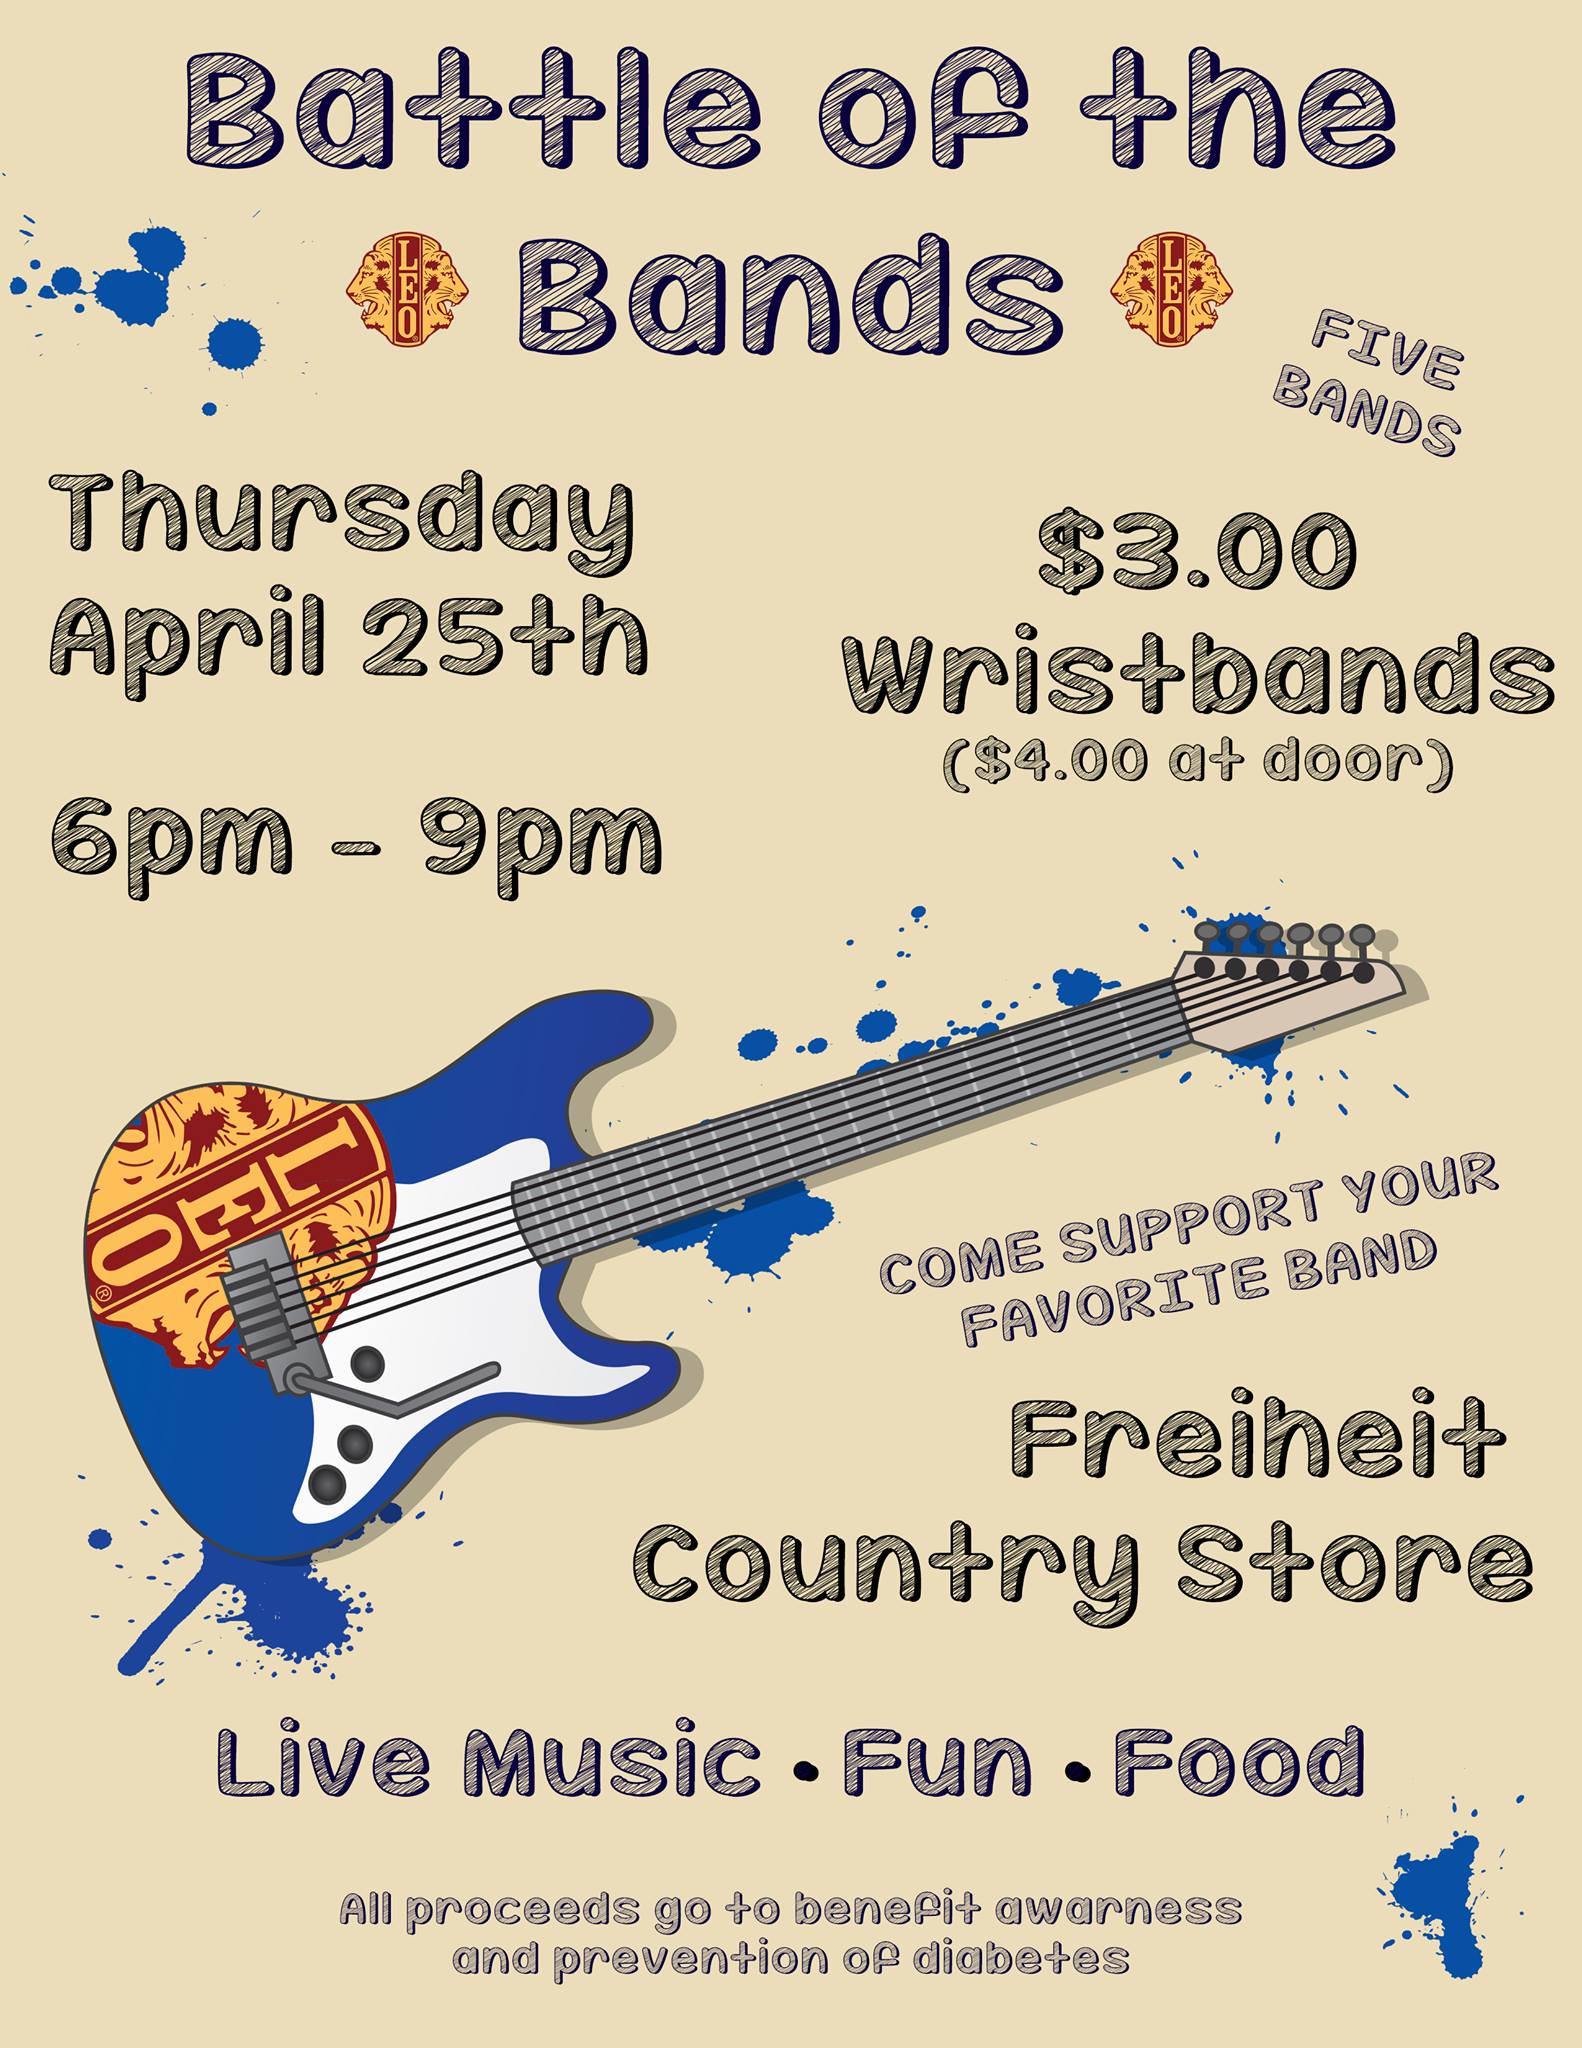 Battle of the
LEO Bands LEO
FIVE
BANDS
Thursday
April 25th
6pm - 9pm
$3.00
Wristbands
($4.00 at door)
LEO
®
COME SUPPORT YOUR
FAVORITE BAND
Freiheit
Country Store
Live Music • Fun • Food
All proceeds go to benefit awarness
and prevention of diabetes